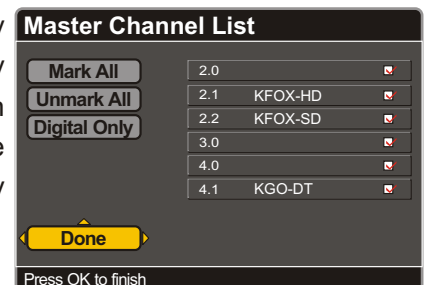 Master Channel List
Mark All
Unmark All
Digital Only
Done
2.0
2.1 KFOX-HD
2.2 KFOX-SD
3.0
4.0
4.1 KGO-DT
Press OK to finish